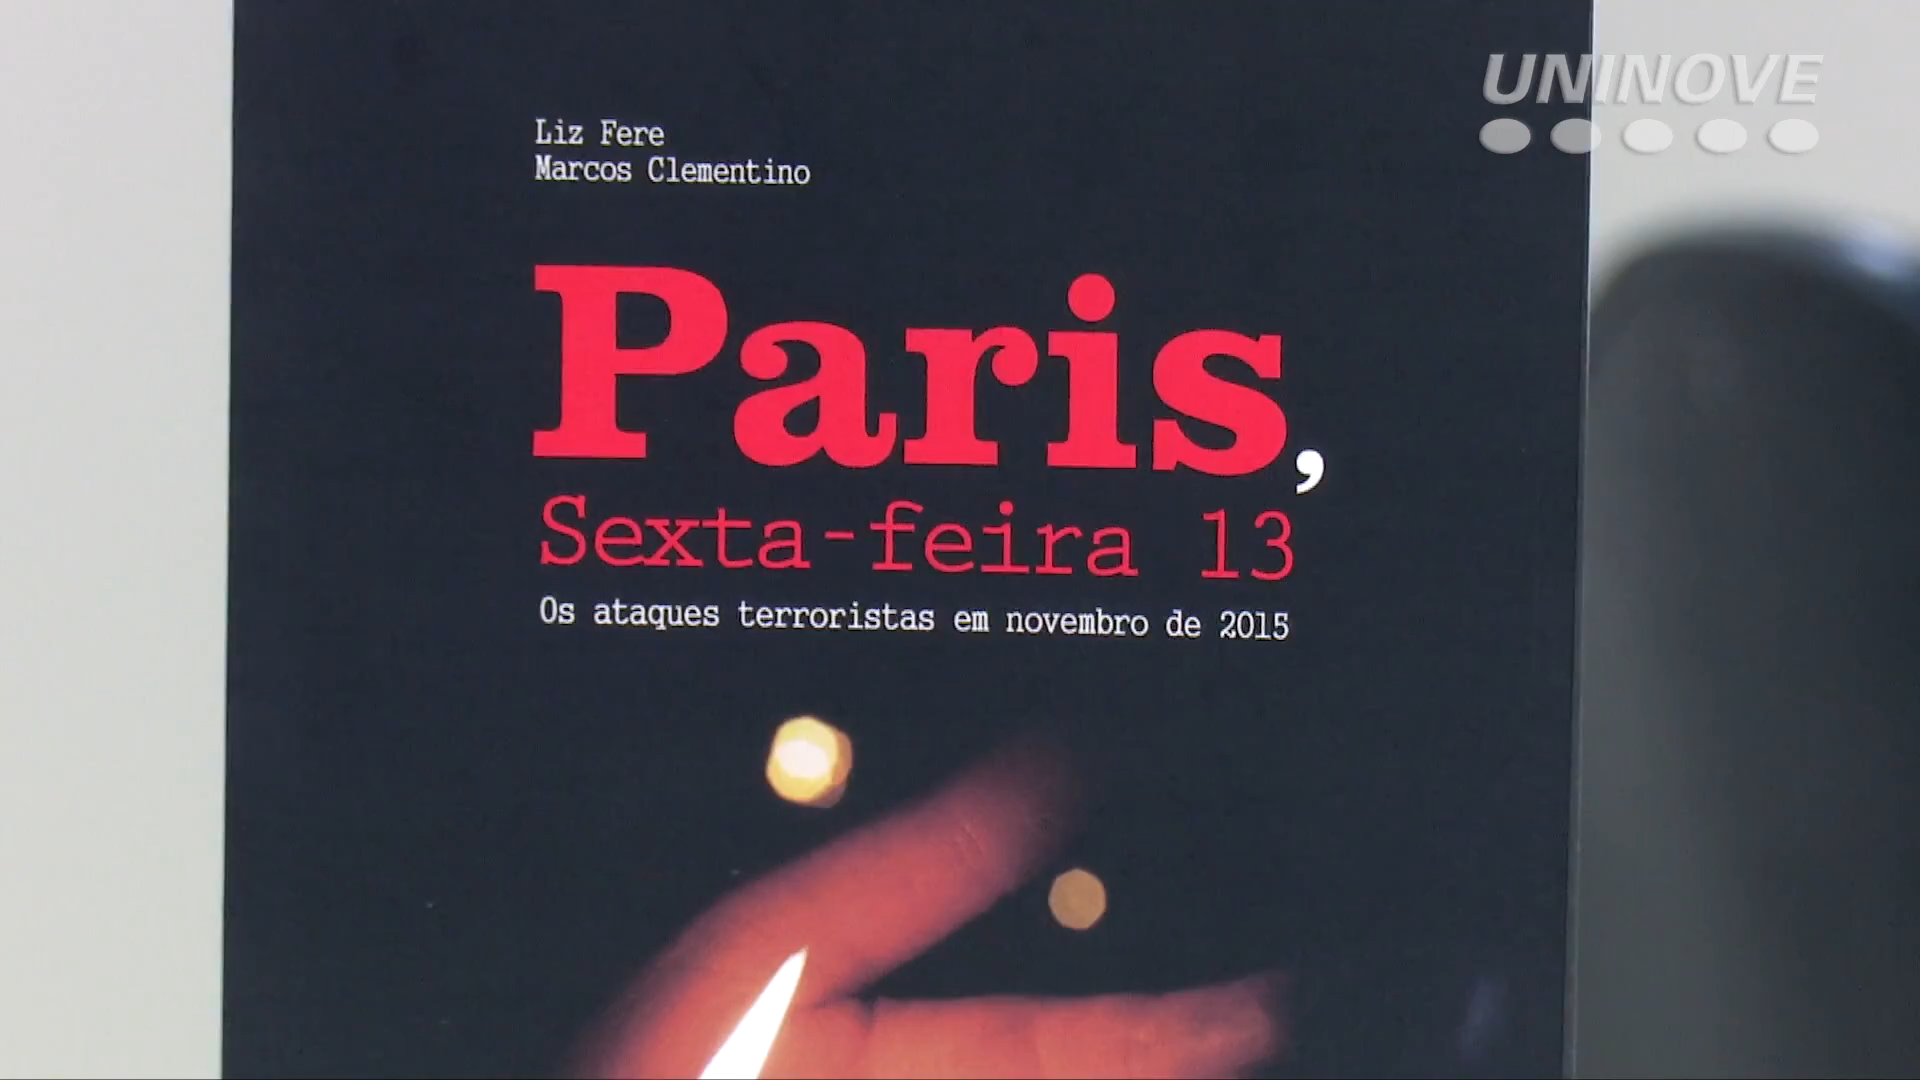 UNINOVE
Liz Fere
Marcos Clementino
Paris,
Sexta-feira 13
Os ataques terroristas em novembro de 2015